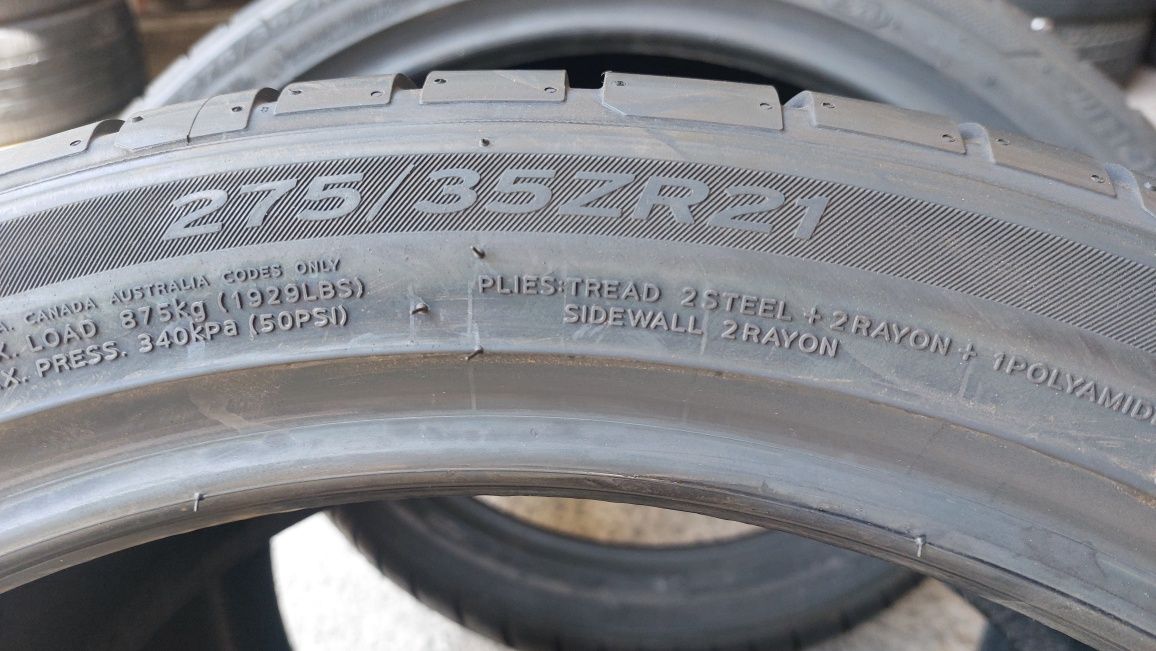 275/35ZR21
CANADA AUSTRALIA CODES ONLY
LOAD 875kg (1929LBS)
PRESS. 340kPa (50PSI)
PLIES:TREAD 2STEEL + 2RAYON + 1POLYAMID
SIDEWALL 2RAYON